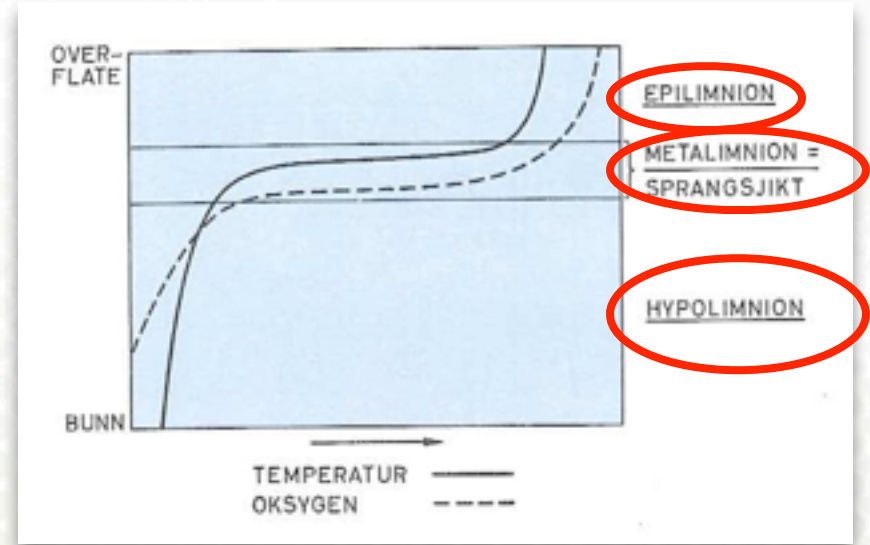 OVER-
FLATE
EPILIMNION
METALIMNION =
SPRANGSJIKT
HYPOLIMNION
BUNN
TEMPERATUR
OKSYGEN